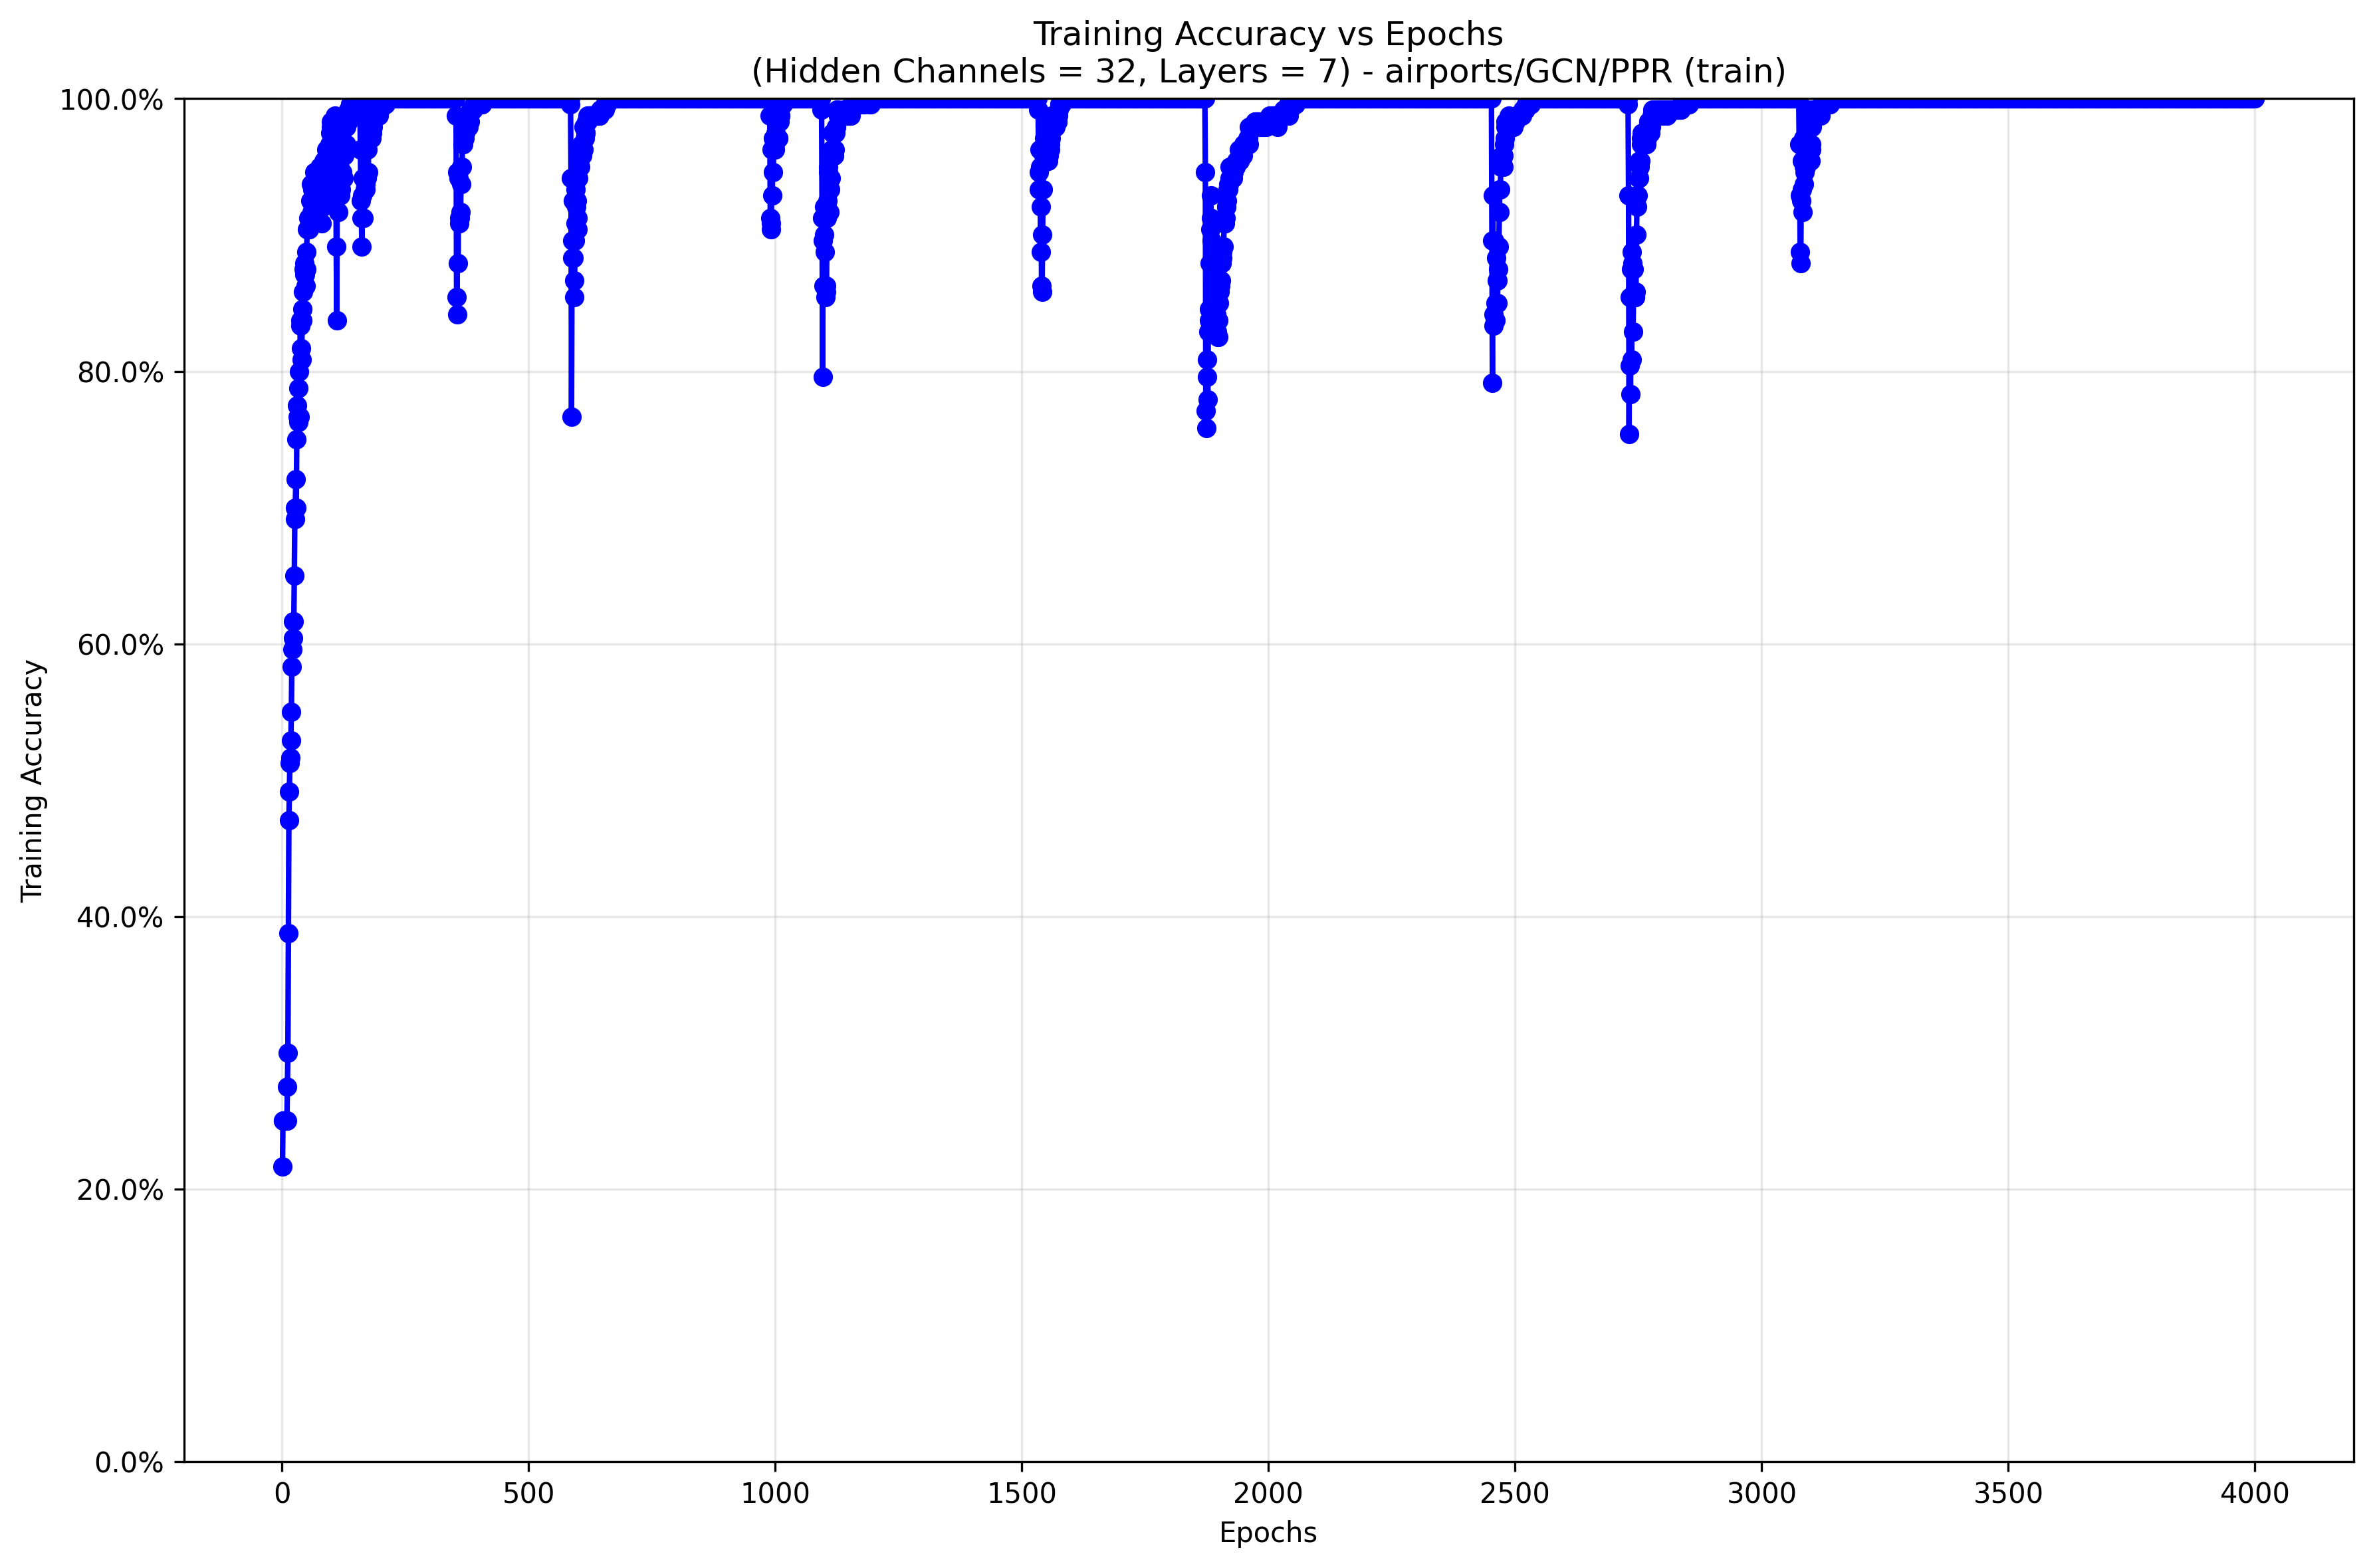 Training Accuracy vs Epochs
(Hidden Channels = 32, Layers = 7) - airports/GCN/PPR (train)
100.0%
80.0%
60.0%
40.0%
20.0%
0.0%
Training Accuracy
0 500 1000 1500 2000 2500 3000 3500 4000
Epochs